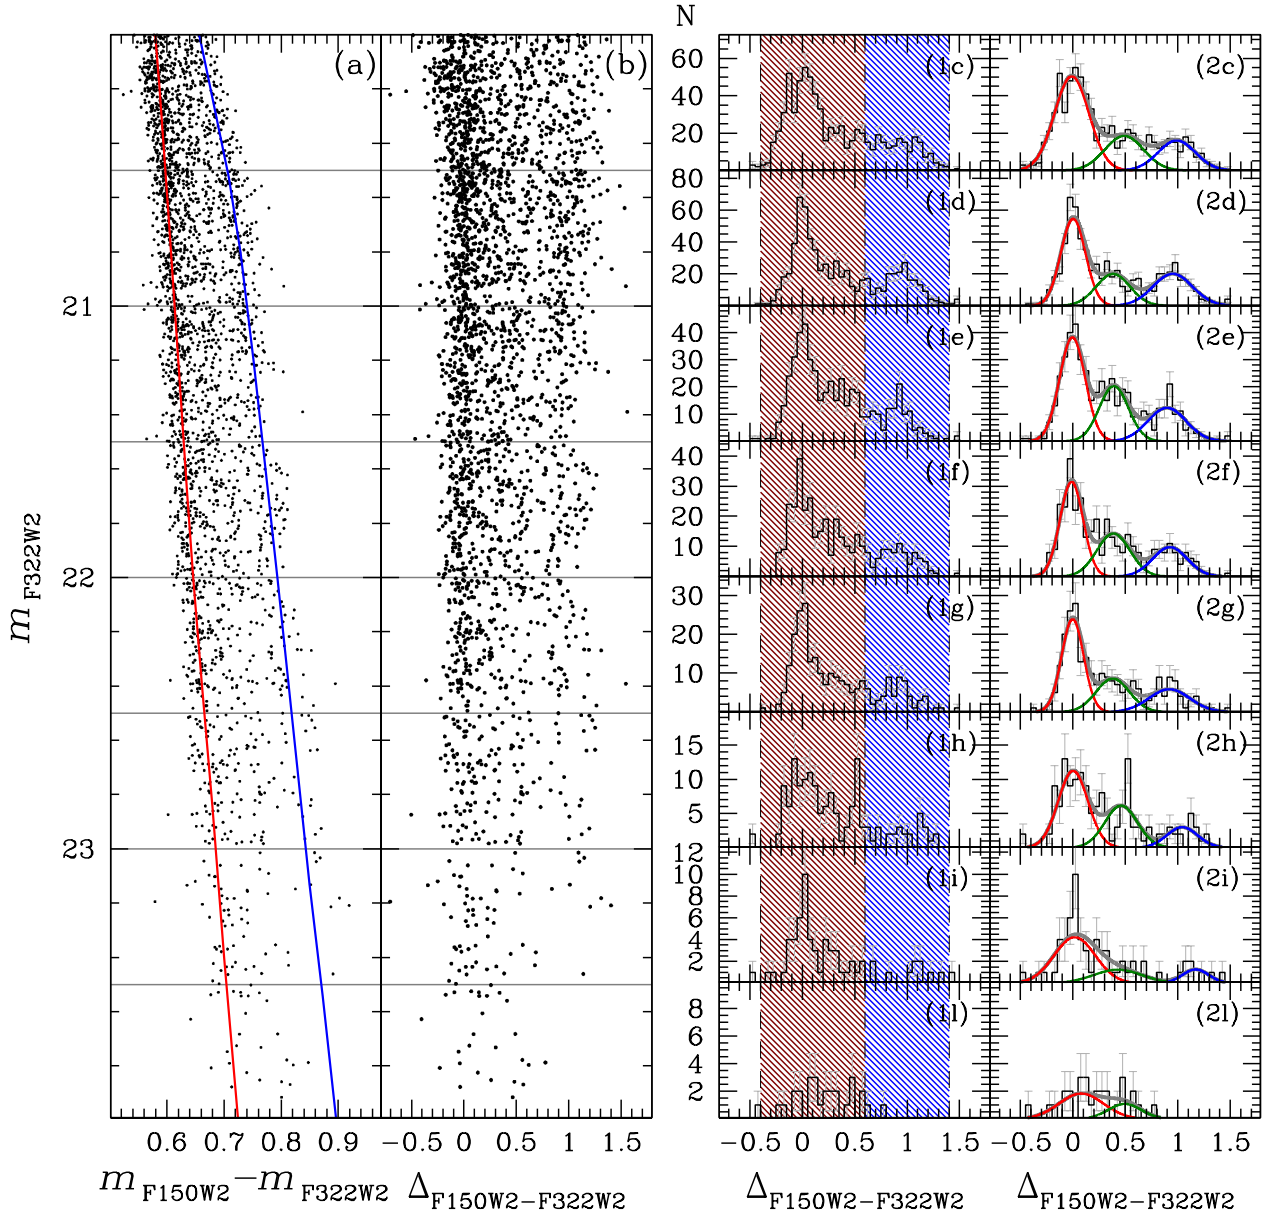 N
(a)
(b)
(1c)
(2c)
60
40
20
(1d)
(2d)
80
60
40
20
(1e)
(2e)
40
30
20
10
(1f)
(2f)
40
30
20
10
(1g)
(2g)
30
20
10
(1h)
(2h)
15
10
5
(1i)
(2i)
12
10
8
6
4
2
(1l)
(2l)
8
6
4
2
21
22
23
m F322W2
0.6 0.7 0.8 0.9
−0.5 0 0.5 1 1.5
−0.5 0 0.5 1 1.5
−0.5 0 0.5 1 1.5
m F150W2−m F322W2
Δ F150W2−F322W2
Δ F150W2−F322W2
Δ F150W2−F322W2